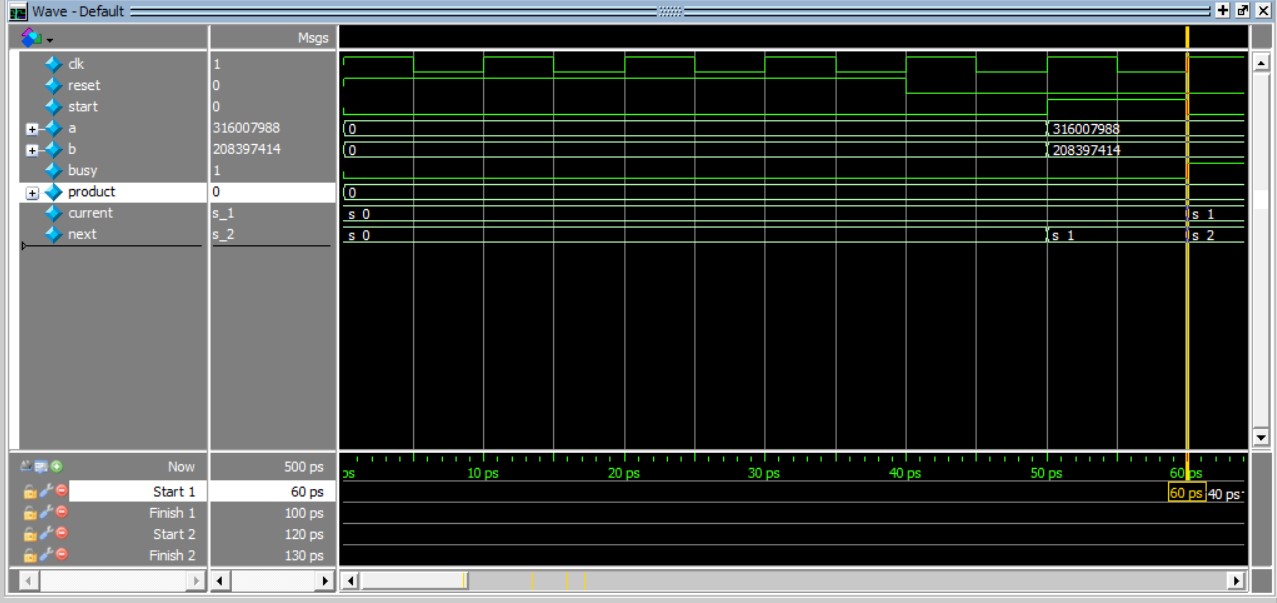 Wave - Default
Msgs
clk 1
reset 0
start 0
a 316007988 0 316007988
b 208397414 0 208397414
busy 1
product 0 0
current s_1 s 0 s 1
next s_2 s 0 s 1 s 2
Now 500 ps ps 10 ps 20 ps 30 ps 40 ps 50 ps 60 ps
Start 1 60 ps 60 ps 40 ps
Finish 1 100 ps
Start 2 120 ps
Finish 2 130 ps